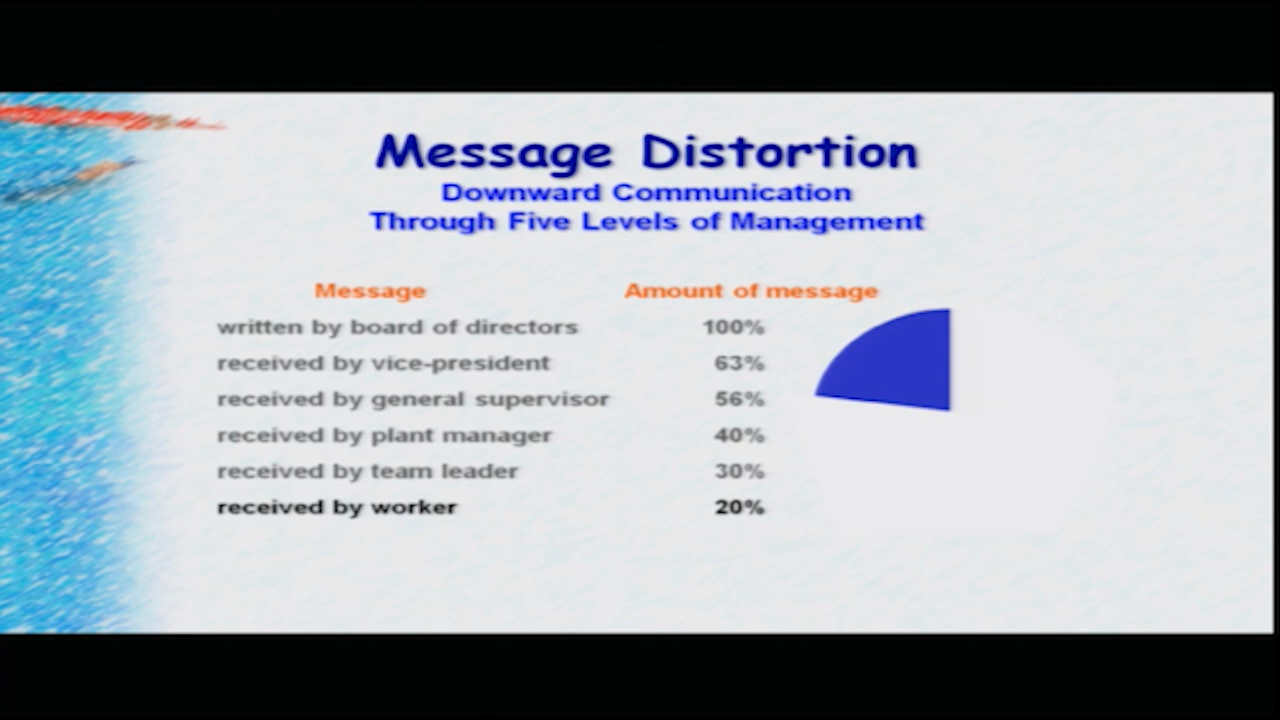 Message Distortion
Downward Communication
Through Five Levels of Management
Message Amount of message
written by board of directors 100%
received by vice-president 63%
received by general supervisor 56%
received by plant manager 40%
received by team leader 30%
received by worker 20%